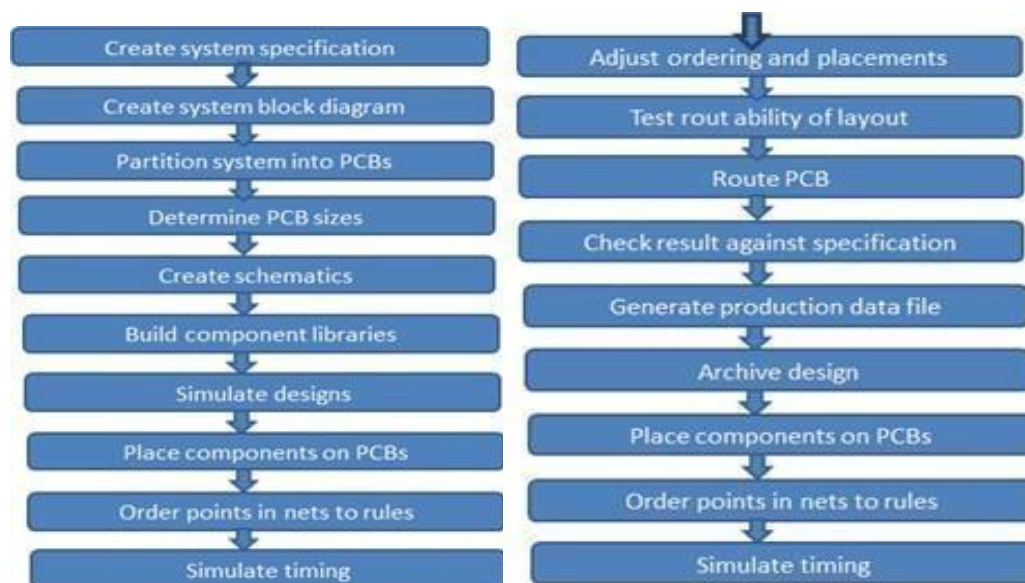 Create system specification
Create system block diagram
Partition system into PCBs
Determine PCB sizes
Create schematics
Build component libraries
Simulate designs
Place components on PCBs
Order points in nets to rules
Simulate timing
Adjust ordering and placements
Test rout ability of layout
Route PCB
Check result against specification
Generate production data file
Archive design
Place components on PCBs
Order points in nets to rules
Simulate timing